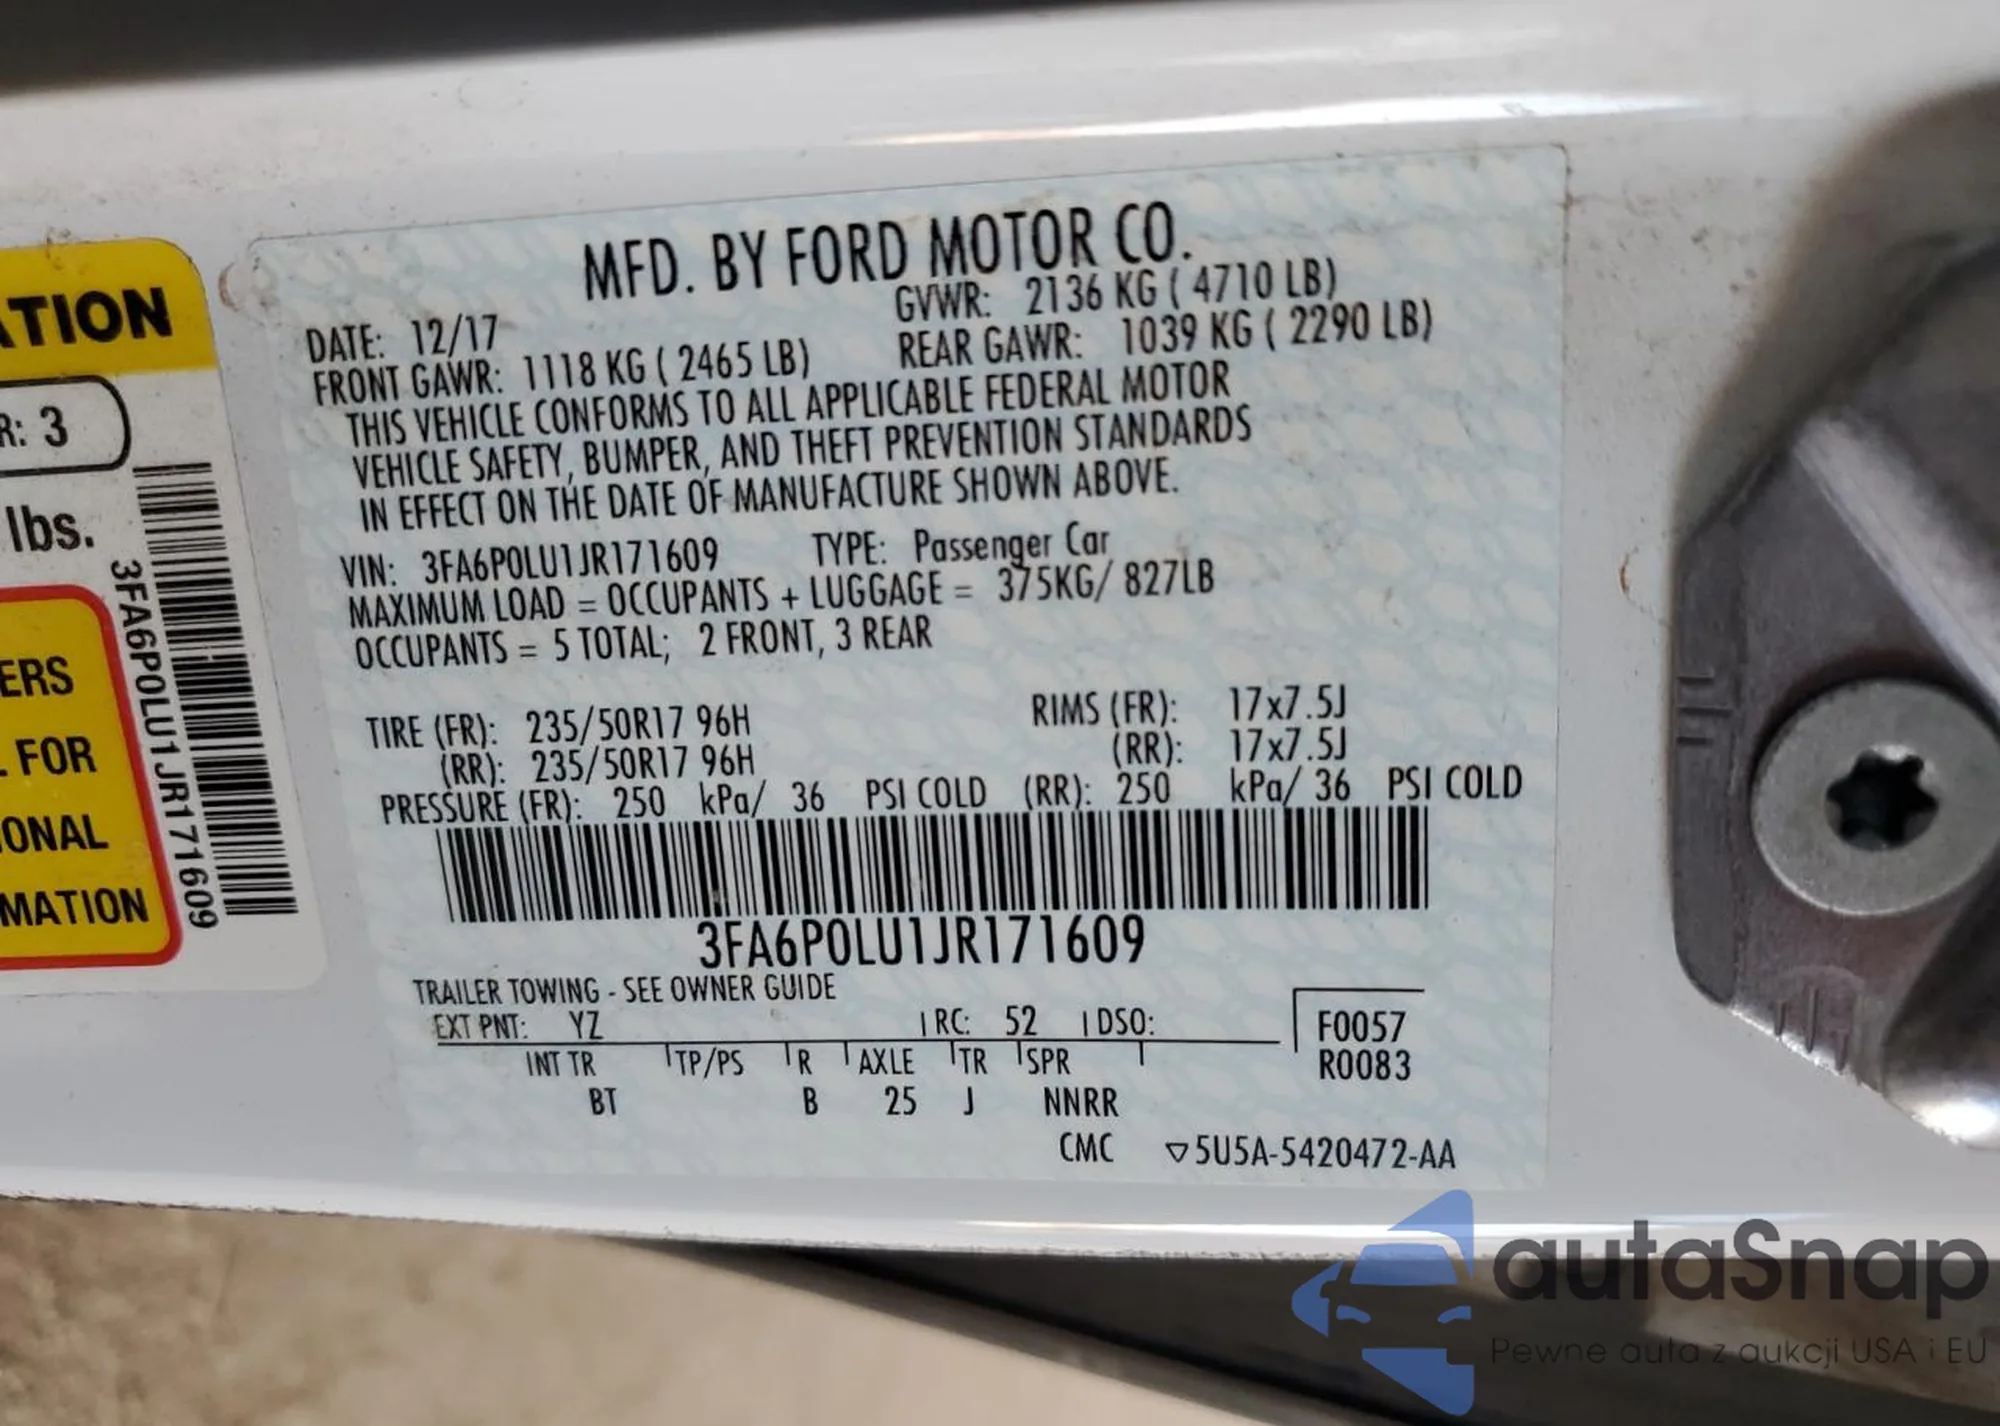 ATION
R: 3
lbs.
ERS
L FOR
ONAL
MATION
3FA6P0LU1JR171609
MFD. BY FORD MOTOR CO.
DATE: 12/17 GVWR: 2136 KG ( 4710 LB)
FRONT GAWR: 1118 KG ( 2465 LB) REAR GAWR: 1039 KG ( 2290 LB)
THIS VEHICLE CONFORMS TO ALL APPLICABLE FEDERAL MOTOR
VEHICLE SAFETY, BUMPER, AND THEFT PREVENTION STANDARDS
IN EFFECT ON THE DATE OF MANUFACTURE SHOWN ABOVE.
VIN: 3FA6P0LU1JR171609 TYPE: Passenger Car
MAXIMUM LOAD = OCCUPANTS + LUGGAGE = 375KG/ 827LB
OCCUPANTS = 5 TOTAL; 2 FRONT, 3 REAR
TIRE (FR): 235/50R17 96H RIMS (FR): 17x7.5J
(RR): 235/50R17 96H (RR): 17x7.5J
PRESSURE (FR): 250 kPa/ 36 PSI COLD (RR): 250 kPa/ 36 PSI COLD
3FA6P0LU1JR171609
TRAILER TOWING - SEE OWNER GUIDE
EXT PNT: YZ RC: 52 DSO: F0057
INT TR TP/PS R AXLE TR SPR R0083
BT B 25 J NNRR
CMC ▽5U5A-5420472-AA
autaSnap
Pewne auta z aukcji USA i EU